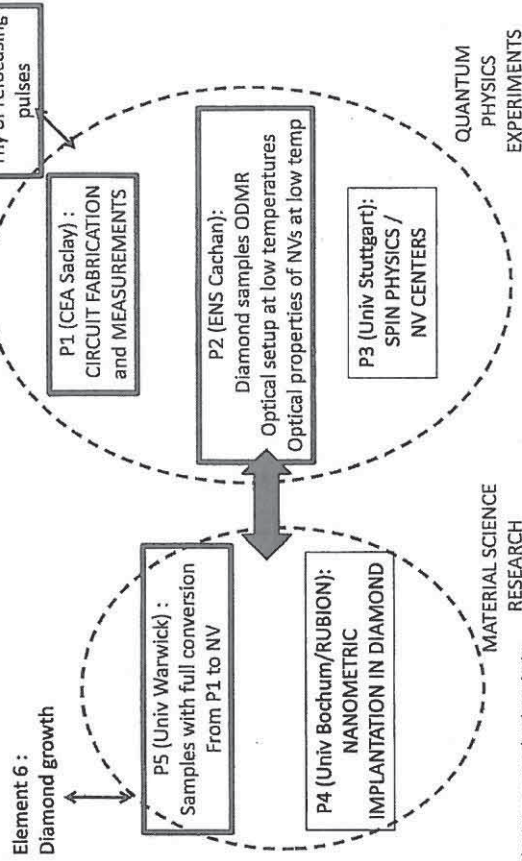 refocusing
pulses
P1 (CEA Saclay) :
CIRCUIT FABRICATION
and MEASUREMENTS
P2 (ENS Cachan):
Diamond samples ODMR
Optical setup at low temperatures
Optical properties of NVs at low temp
P3 (Univ Stuttgart):
SPIN PHYSICS /
NV CENTERS
QUANTUM
PHYSICS
EXPERIMENTS
Element 6 :
Diamond growth
P5 (Univ Warwick) :
Samples with full conversion
From P1 to NV
P4 (Univ Bochum/RUBION):
NANOMETRIC
IMPLANTATION IN DIAMOND
MATERIAL SCIENCE
RESEARCH